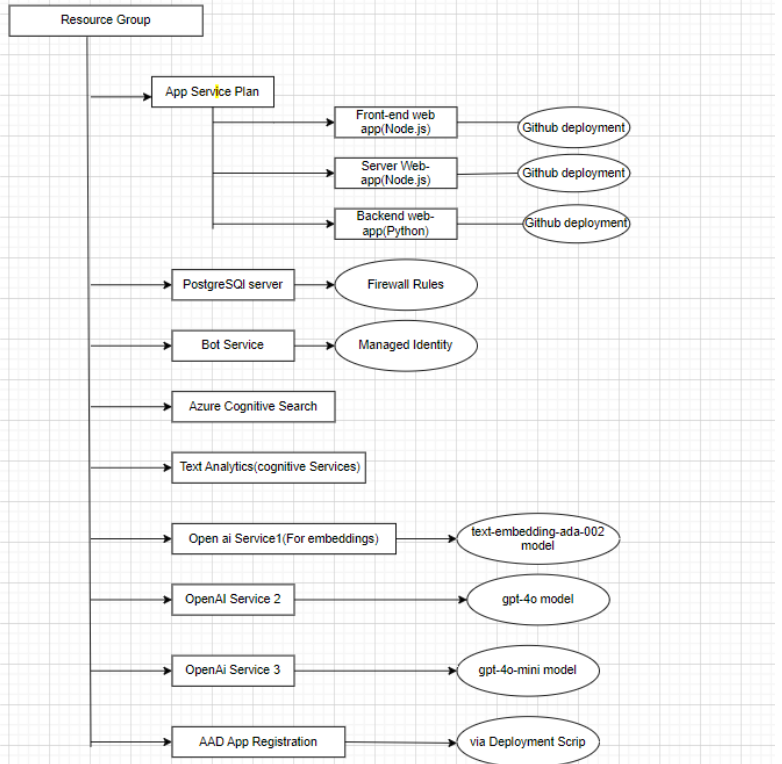 Resource Group
App Service Plan
Front-end web
app(Node.js)
Github deployment
Server Web-
app(Node.js)
Github deployment
Backend web-
app(Python)
Github deployment
PostgreSQl server
Firewall Rules
Bot Service
Managed Identity
Azure Cognitive Search
Text Analytics(cognitive Services)
Open ai Service1(For embeddings)
text-embedding-ada-002
model
OpenAI Service 2
gpt-4o model
OpenAi Service 3
gpt-4o-mini model
AAD App Registration
via Deployment Scrip